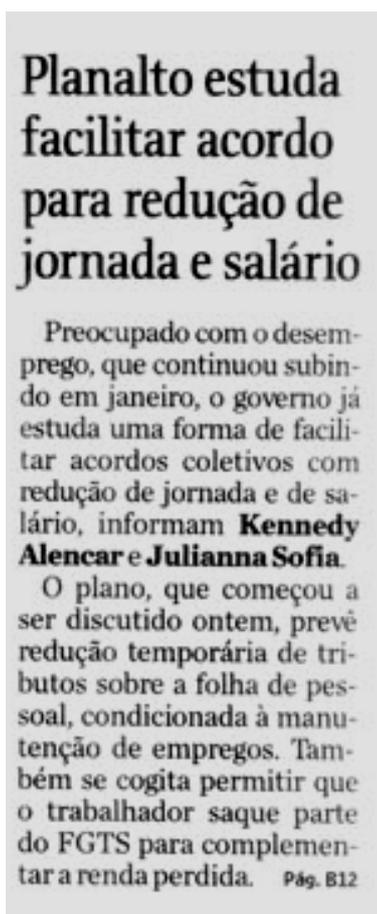 Planalto estuda
facilitar acordo
para redução de
jornada e salário
Preocupado com o desem-
prego, que continuou subin-
do em janeiro, o governo já
estuda uma forma de facili-
tar acordos coletivos com
redução de jornada e de sa-
lário, informam Kennedy
Alencar e Julianna Sofia.
O plano, que começou a
ser discutido ontem, prevê
redução temporária de tri-
butos sobre a folha de pes-
soal, condicionada à manu-
tenção de empregos. Tam-
bém se cogita permitir que
o trabalhador saque parte
do FGTS para complemen-
tar a renda perdida. Pág. B12